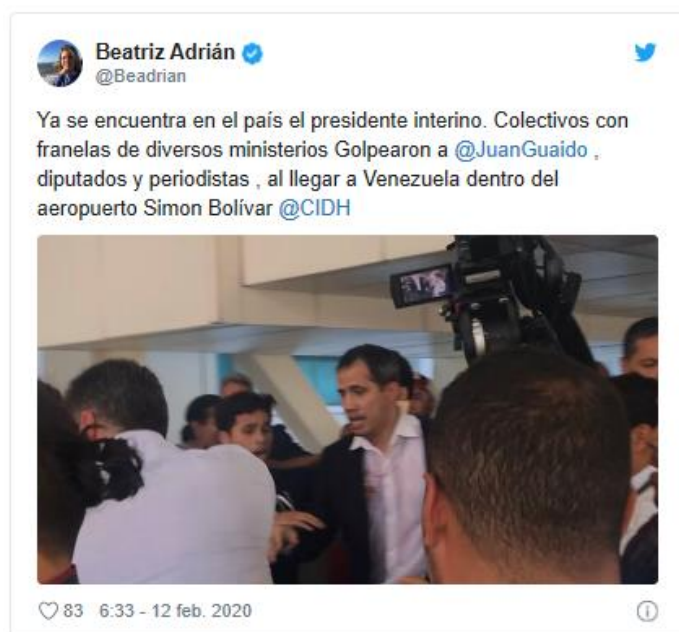 Beatriz Adrián
@Beadrian
Ya se encuentra en el país el presidente interino. Colectivos con
franelas de diversos ministerios Golpearon a @JuanGuaido ,
diputados y periodistas , al llegar a Venezuela dentro del
aeropuerto Simon Bolívar @CIDH
83 6:33 - 12 feb. 2020